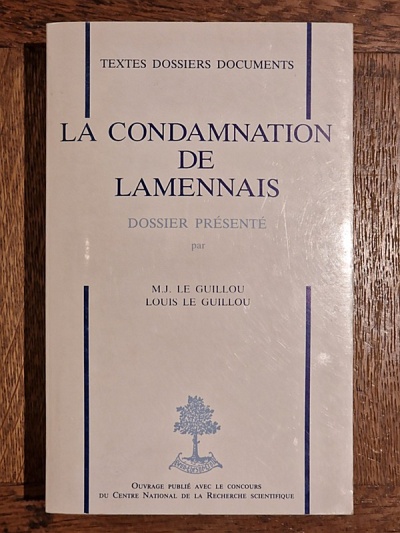 TEXTES DOSSIERS DOCUMENTS
LA CONDAMNATION
DE
LAMENNAIS
DOSSIER PRÉSENTÉ
par
M.J. LE GUILLOU
LOUIS LE GUILLOU
OUVRAGE PUBLIÉ AVEC LE CONCOURS
DU CENTRE NATIONAL DE LA RECHERCHE SCIENTIFIQUE